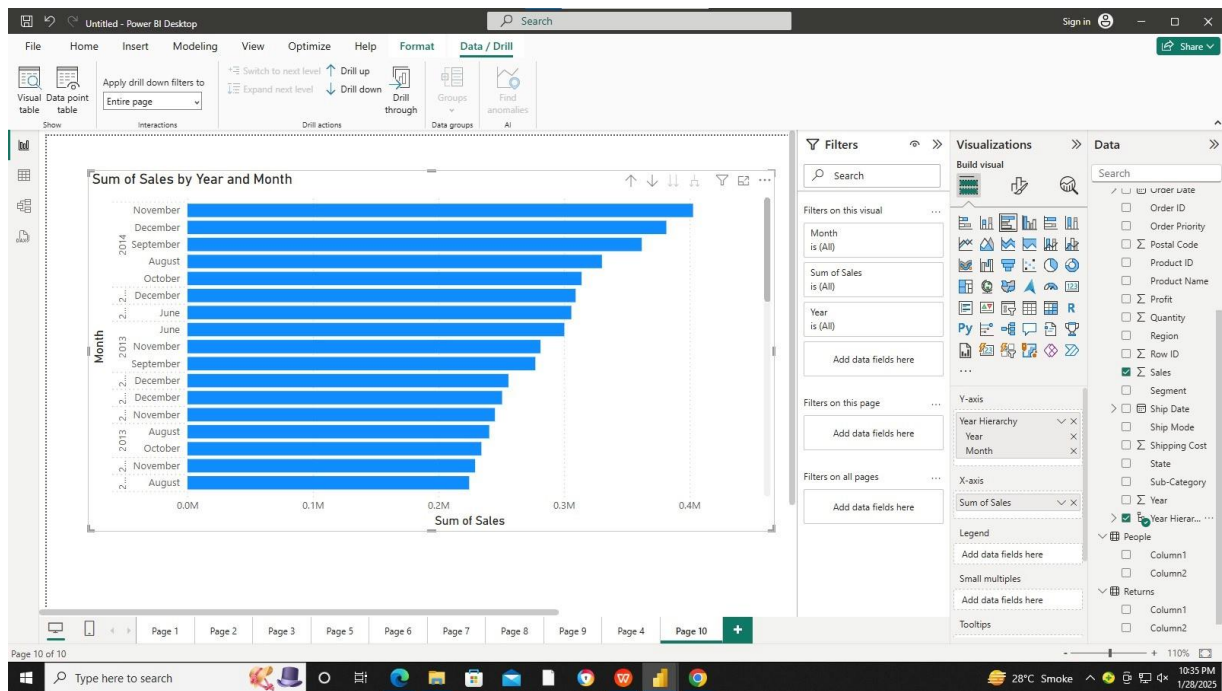 Untitled - Power BI Desktop
Search
Sign in
File Home Insert Modeling View Optimize Help Format Data / Drill
Share
Visual table
Data point table
Show
Apply drill down filters to
Entire page
Interactions
Switch to next level
Expand next level
Drill up
Drill down
Drill through
Drill actions
Groups
Data groups
Find anomalies
AI
Sum of Sales by Year and Month
Month
2014
November
December
September
August
October
2...
December
2...
June
2013
June
November
September
2...
December
2...
December
2...
November
2013
August
October
2...
November
2...
August
0.0M 0.1M 0.2M 0.3M 0.4M
Sum of Sales
Filters
Search
Filters on this visual
Month
is (All)
Sum of Sales
is (All)
Year
is (All)
Add data fields here
Filters on this page
Add data fields here
Filters on all pages
Add data fields here
Visualizations
Build visual
123
R
Py
...
Y-axis
Year Hierarchy
Year
Month
X-axis
Sum of Sales
Legend
Add data fields here
Small multiples
Add data fields here
Tooltips
Data
Search
Order Date
Order ID
Order Priority
Postal Code
Product ID
Product Name
Profit
Quantity
Region
Row ID
Sales
Segment
Ship Date
Ship Mode
Shipping Cost
State
Sub-Category
Year
Year Hierar...
People
Column1
Column2
Returns
Column1
Column2
Page 1 Page 2 Page 3 Page 5 Page 6 Page 7 Page 8 Page 9 Page 4 Page 10
Page 10 of 10
110%
Type here to search
28°C Smoke
10:35 PM
1/28/2025